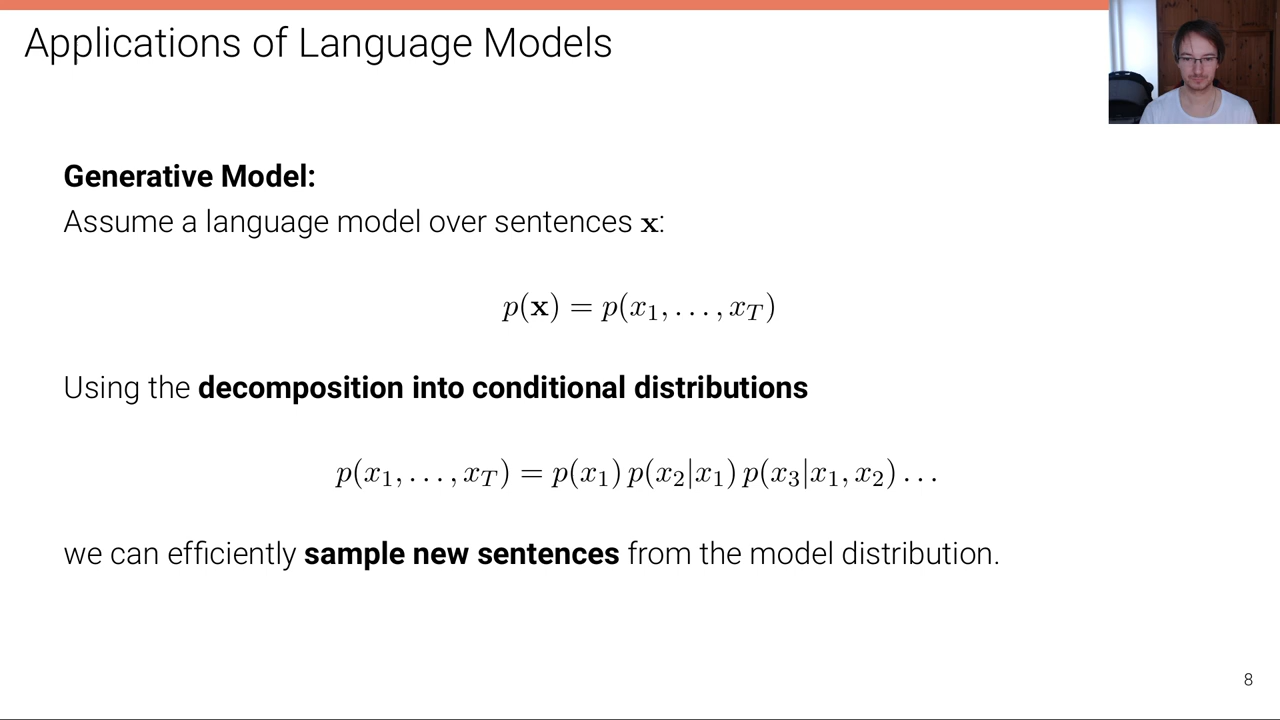 Applications of Language Models
Generative Model:
Assume a language model over sentences x:
p(x) = p(x₁, . . . , x_T)
Using the decomposition into conditional distributions
p(x₁, . . . , x_T) = p(x₁) p(x₂|x₁) p(x₃|x₁, x₂) . . .
we can efficiently sample new sentences from the model distribution.
8